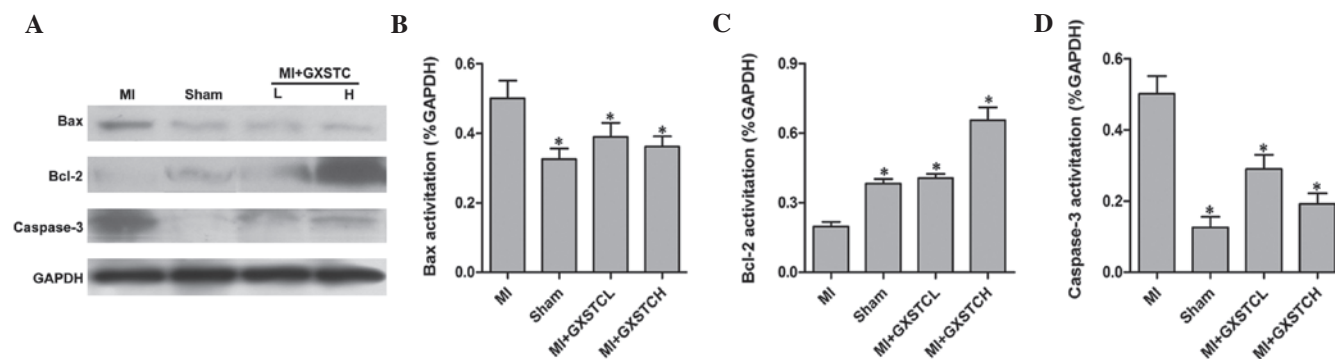 A
MI+GXSTC
MI Sham L H
Bax
Bcl-2
Caspase-3
GAPDH
B
Bax activitation (%GAPDH)
0.6
0.4
0.2
0.0
MI
Sham
MI+GXSTCL
MI+GXSTCH
*
*
*
C
Bcl-2 activitation (%GAPDH)
0.9
0.6
0.3
0.0
MI
Sham
MI+GXSTCL
MI+GXSTCH
*
*
*
D
Caspase-3 activitation (%GAPDH)
0.6
0.4
0.2
0.0
MI
Sham
MI+GXSTCL
MI+GXSTCH
*
*
*